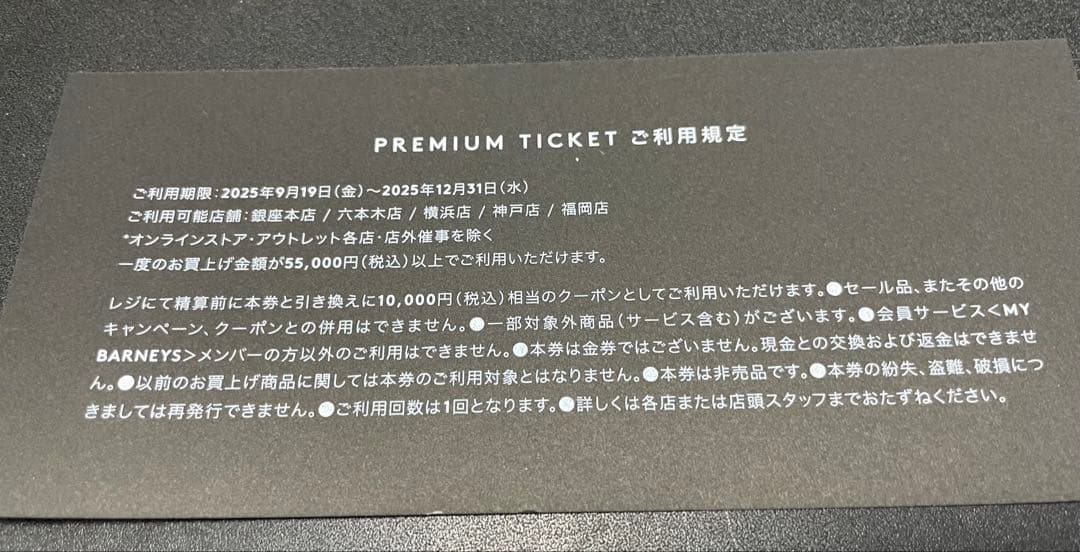 PREMIUM TICKET ご利用規定
ご利用期限:2025年9月19日(金)〜2025年12月31日(水)
ご利用可能店舗:銀座本店 / 六本木店 / 横浜店 / 神戸店 / 福岡店
*オンラインストア・アウトレット各店・店外催事を除く
一度のお買上げ金額が55,000円(税込)以上でご利用いただけます。
レジにて精算前に本券と引き換えに10,000円(税込)相当のクーポンとしてご利用いただけます。●セール品、またその他の
キャンペーン、クーポンとの併用はできません。●一部対象外商品(サービス含む)がございます。●会員サービス<MY
BARNEYS>メンバーの方以外のご利用はできません。●本券は金券ではございません。現金との交換および返金はできませ
ん。●以前のお買上げ商品に関しては本券のご利用対象とはなりません。●本券は非売品です。●本券の紛失、盗難、破損につ
きましては再発行できません。●ご利用回数は1回となります。●詳しくは各店または店頭スタッフまでおたずねください。